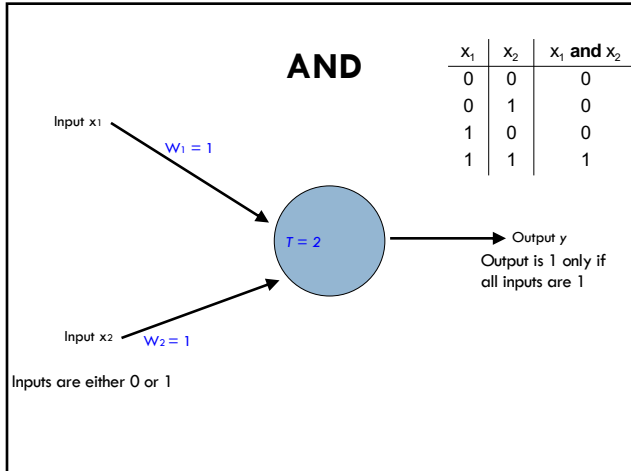 AND
x1 x2 x1 and x2
0 0 0
0 1 0
1 0 0
1 1 1
Input x1
W1 = 1
T = 2
Output y
Output is 1 only if
all inputs are 1
Input x2
W2 = 1
Inputs are either 0 or 1